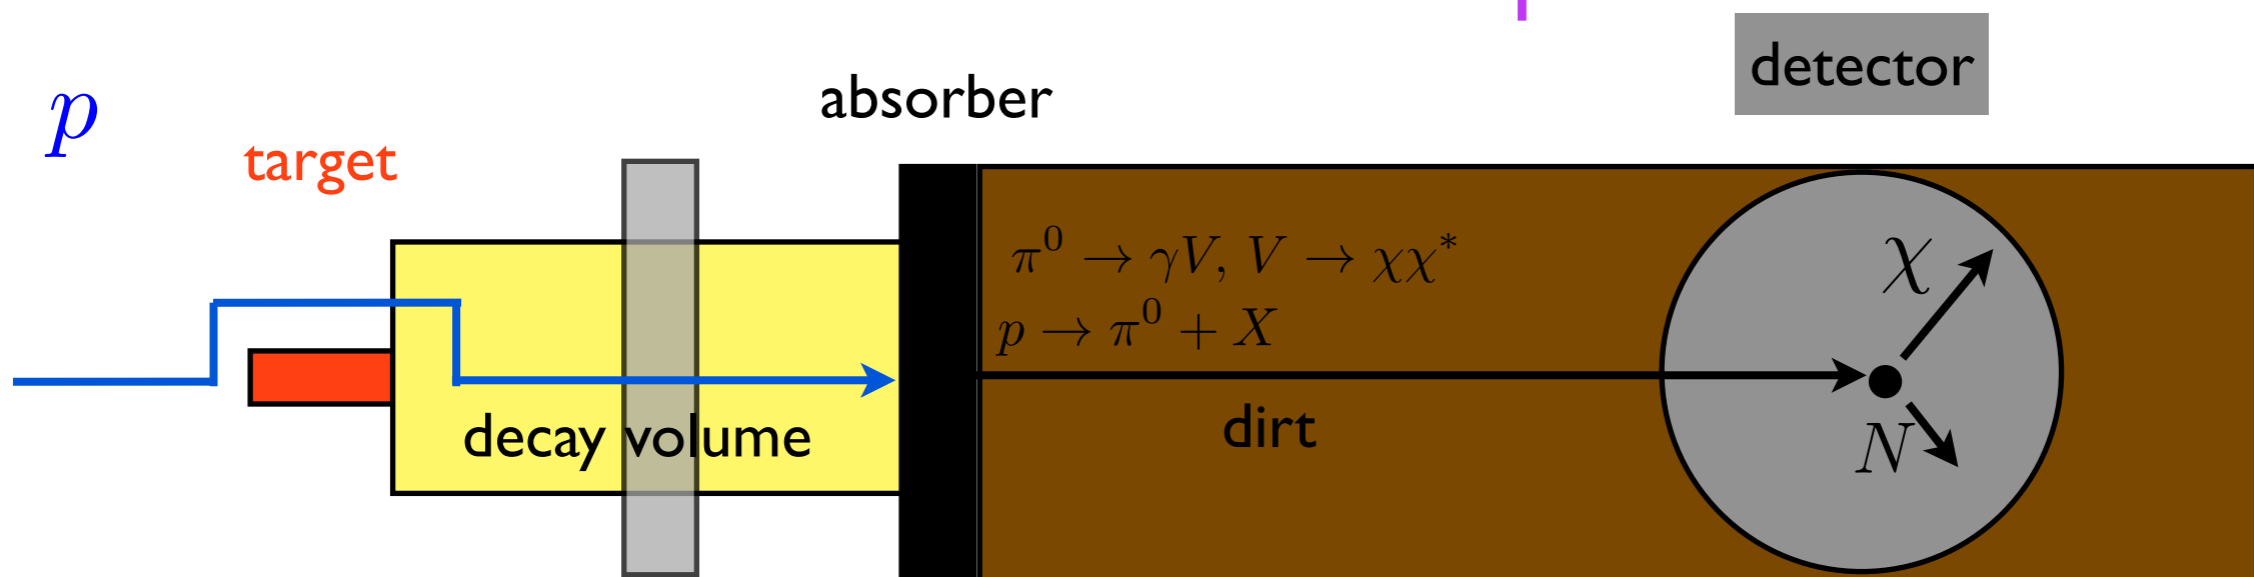 detector
p
absorber
target
π⁰ → γV, V → χχ*
p → π⁰ + X
χ
decay volume
dirt
N